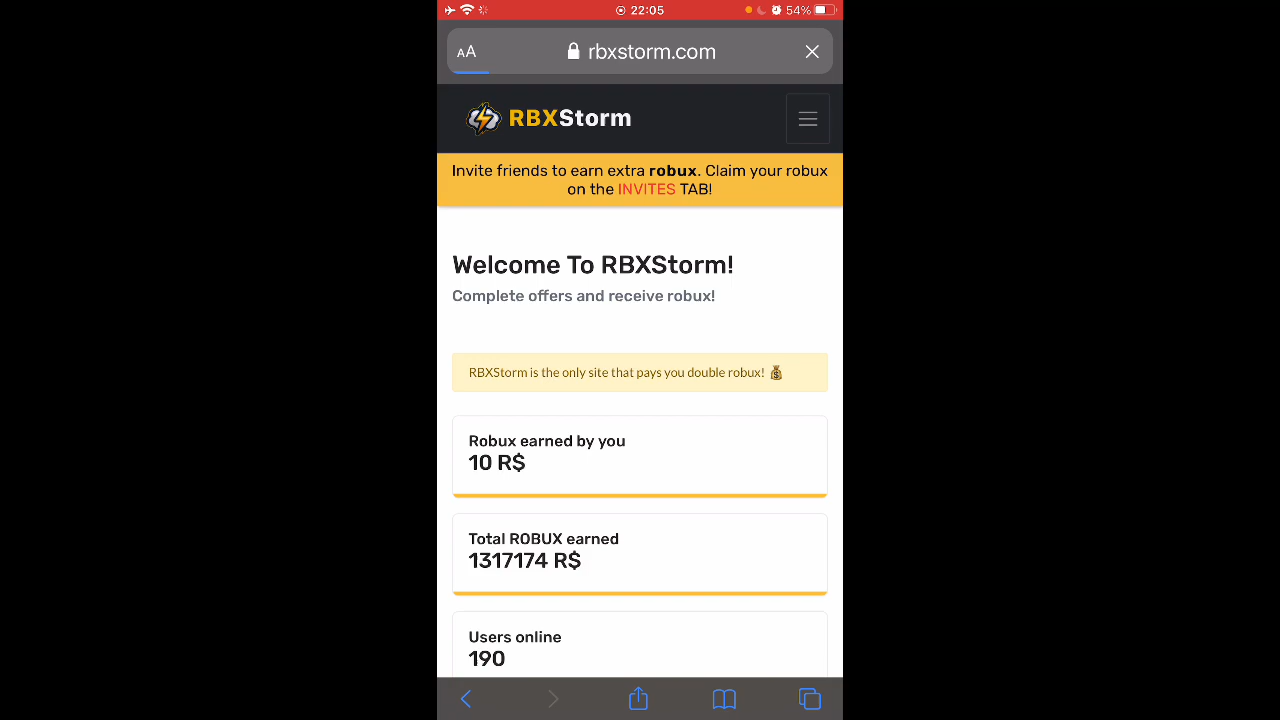 22:05
54%
AA
rbxstorm.com
RBXStorm
Invite friends to earn extra robux. Claim your robux
on the INVITES TAB!
Welcome To RBXStorm!
Complete offers and receive robux!
RBXStorm is the only site that pays you double robux! 💰
Robux earned by you
10 R$
Total ROBUX earned
1317174 R$
Users online
190